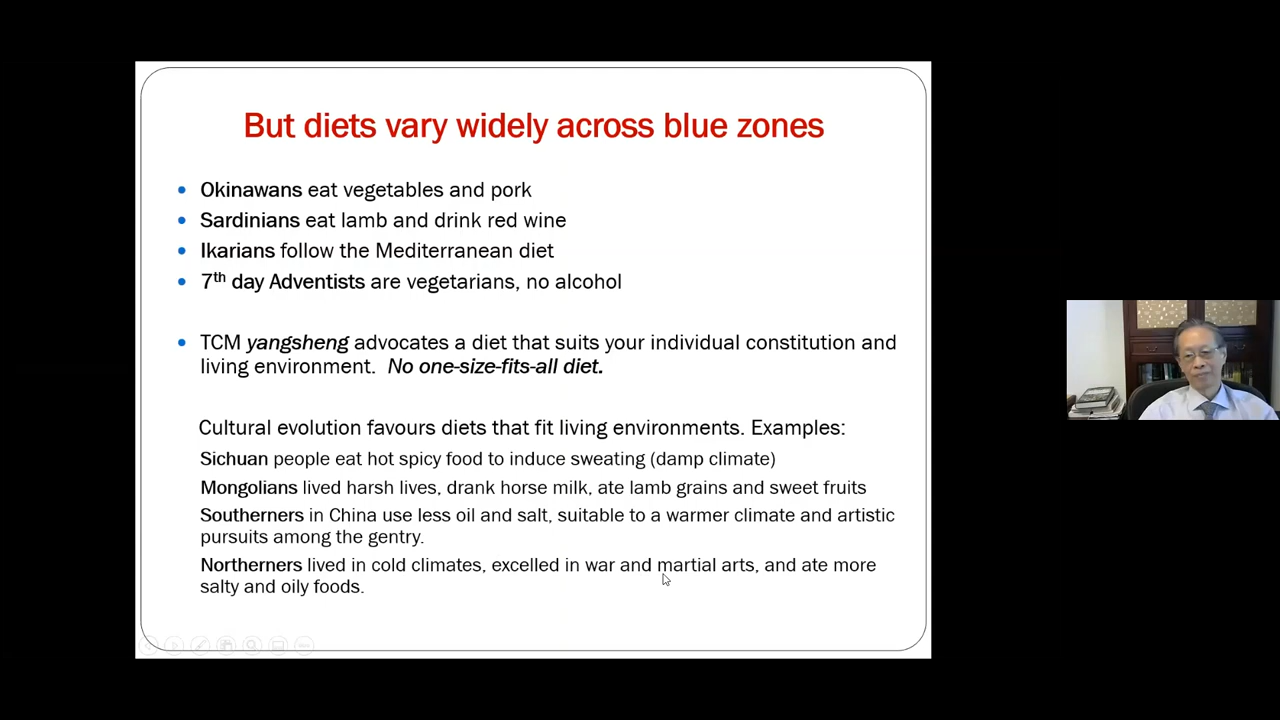 But diets vary widely across blue zones
• Okinawans eat vegetables and pork
• Sardinians eat lamb and drink red wine
• Ikarians follow the Mediterranean diet
• 7th day Adventists are vegetarians, no alcohol
• TCM yangsheng advocates a diet that suits your individual constitution and
living environment. No one-size-fits-all diet.
Cultural evolution favours diets that fit living environments. Examples:
Sichuan people eat hot spicy food to induce sweating (damp climate)
Mongolians lived harsh lives, drank horse milk, ate lamb grains and sweet fruits
Southerners in China use less oil and salt, suitable to a warmer climate and artistic
pursuits among the gentry.
Northerners lived in cold climates, excelled in war and martial arts, and ate more
salty and oily foods.